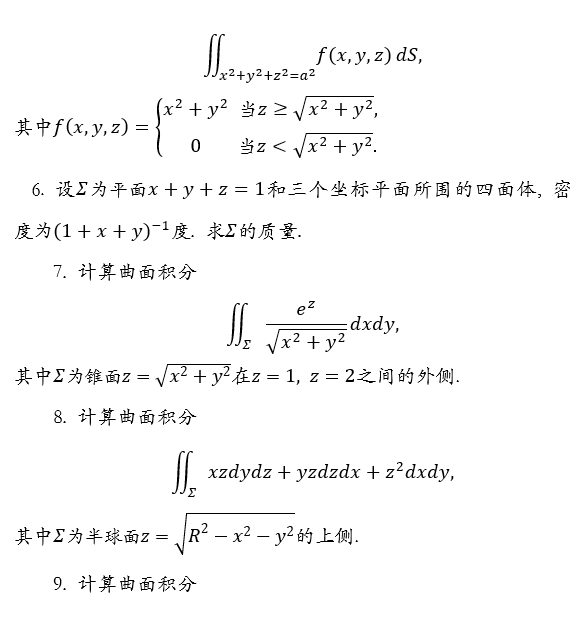 ∬_{x²+y²+z²=a²} f(x, y, z) dS,
其中f(x, y, z) = { x² + y² 当z ≥ √(x² + y²),
0 当z < √(x² + y²).
6. 设Σ为平面x + y + z = 1和三个坐标平面所围的四面体, 密
度为(1 + x + y)⁻¹度. 求Σ的质量.
7. 计算曲面积分
∬_Σ e^z / √(x² + y²) dxdy,
其中Σ为锥面z = √(x² + y²)在z = 1, z = 2之间的外侧.
8. 计算曲面积分
∬_Σ xzdydz + yzdzdx + z²dxdy,
其中Σ为半球面z = √(R² − x² − y²)的上侧.
9. 计算曲面积分